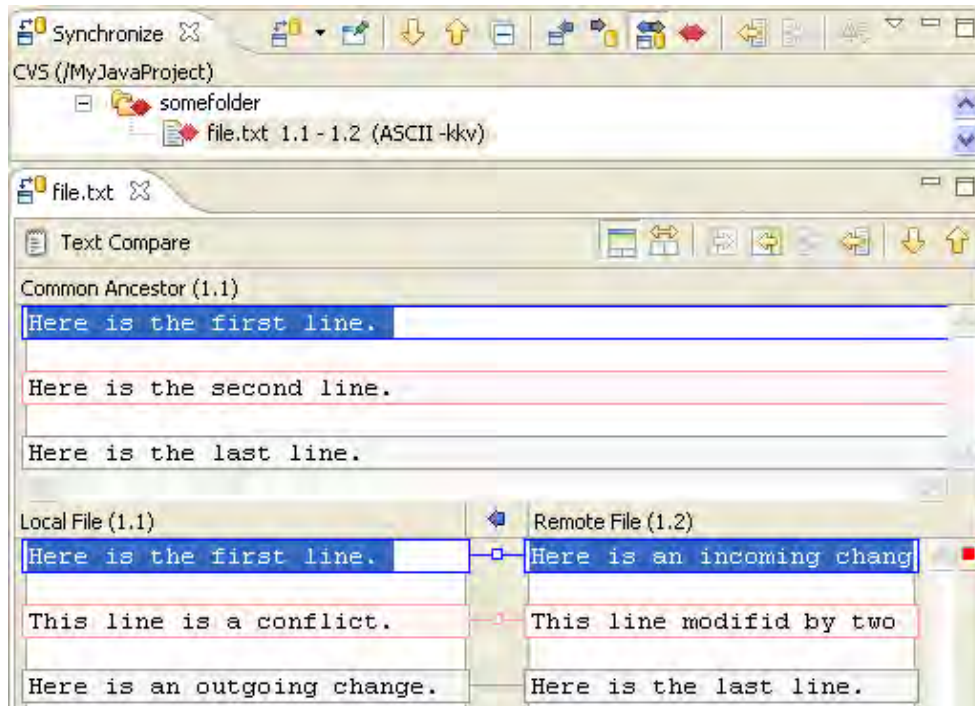 Synchronize
CVS (/MyJavaProject)
somefolder
file.txt 1.1 - 1.2 (ASCII -kkv)
file.txt
Text Compare
Common Ancestor (1.1)
Here is the first line.
Here is the second line.
Here is the last line.
Local File (1.1)
Remote File (1.2)
Here is the first line.
Here is an incoming chang
This line is a conflict.
This line modifid by two
Here is an outgoing change.
Here is the last line.